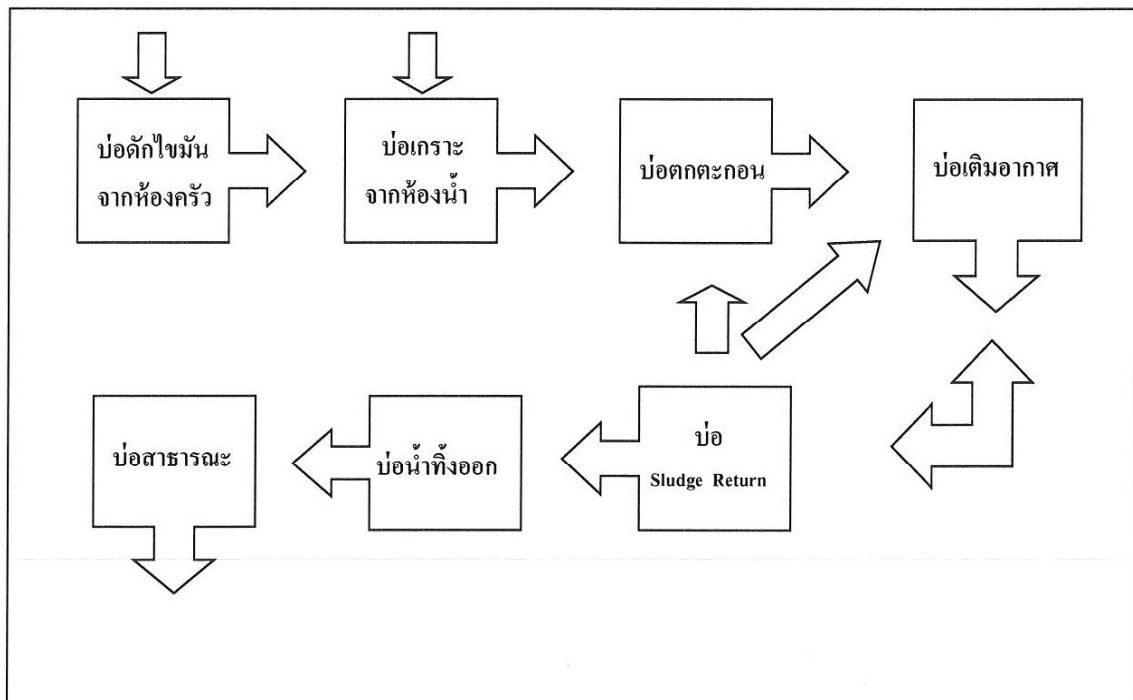 บ่อดักไขมัน
จากห้องครัว
บ่อเกราะ
จากห้องน้ำ
บ่อตกตะกอน
บ่อเติมอากาศ
บ่อสาธารณะ
บ่อน้ำทิ้งออก
บ่อ
Sludge Return